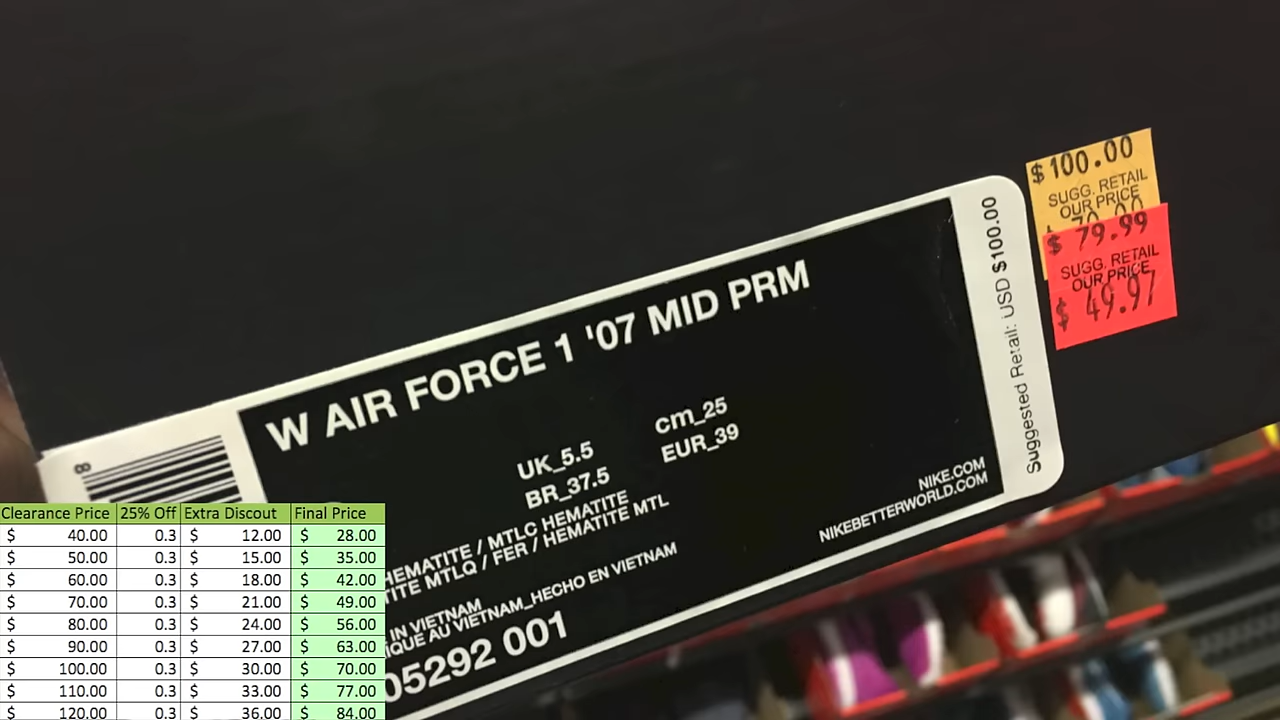 $100.00
SUGG. RETAIL
OUR PRICE
$ 79.99
SUGG. RETAIL
OUR PRICE
$ 49.97
Suggested Retail: USD $100.00
W AIR FORCE 1 '07 MID PRM
UK_5.5 cm_25
BR_37.5 EUR_39
8
HEMATITE / MTLC HEMATITE
TITE MTLQ / FER / HEMATITE MTL
NIKE.COM
NIKEBETTERWORLD.COM
IN VIETNAM
IQUE AU VIETNAM_HECHO EN VIETNAM
05292 001
Clearance Price 25% Off Extra Discout Final Price
$ 40.00 0.3 $ 12.00 $ 28.00
$ 50.00 0.3 $ 15.00 $ 35.00
$ 60.00 0.3 $ 18.00 $ 42.00
$ 70.00 0.3 $ 21.00 $ 49.00
$ 80.00 0.3 $ 24.00 $ 56.00
$ 90.00 0.3 $ 27.00 $ 63.00
$ 100.00 0.3 $ 30.00 $ 70.00
$ 110.00 0.3 $ 33.00 $ 77.00
$ 120.00 0.3 $ 36.00 $ 84.00